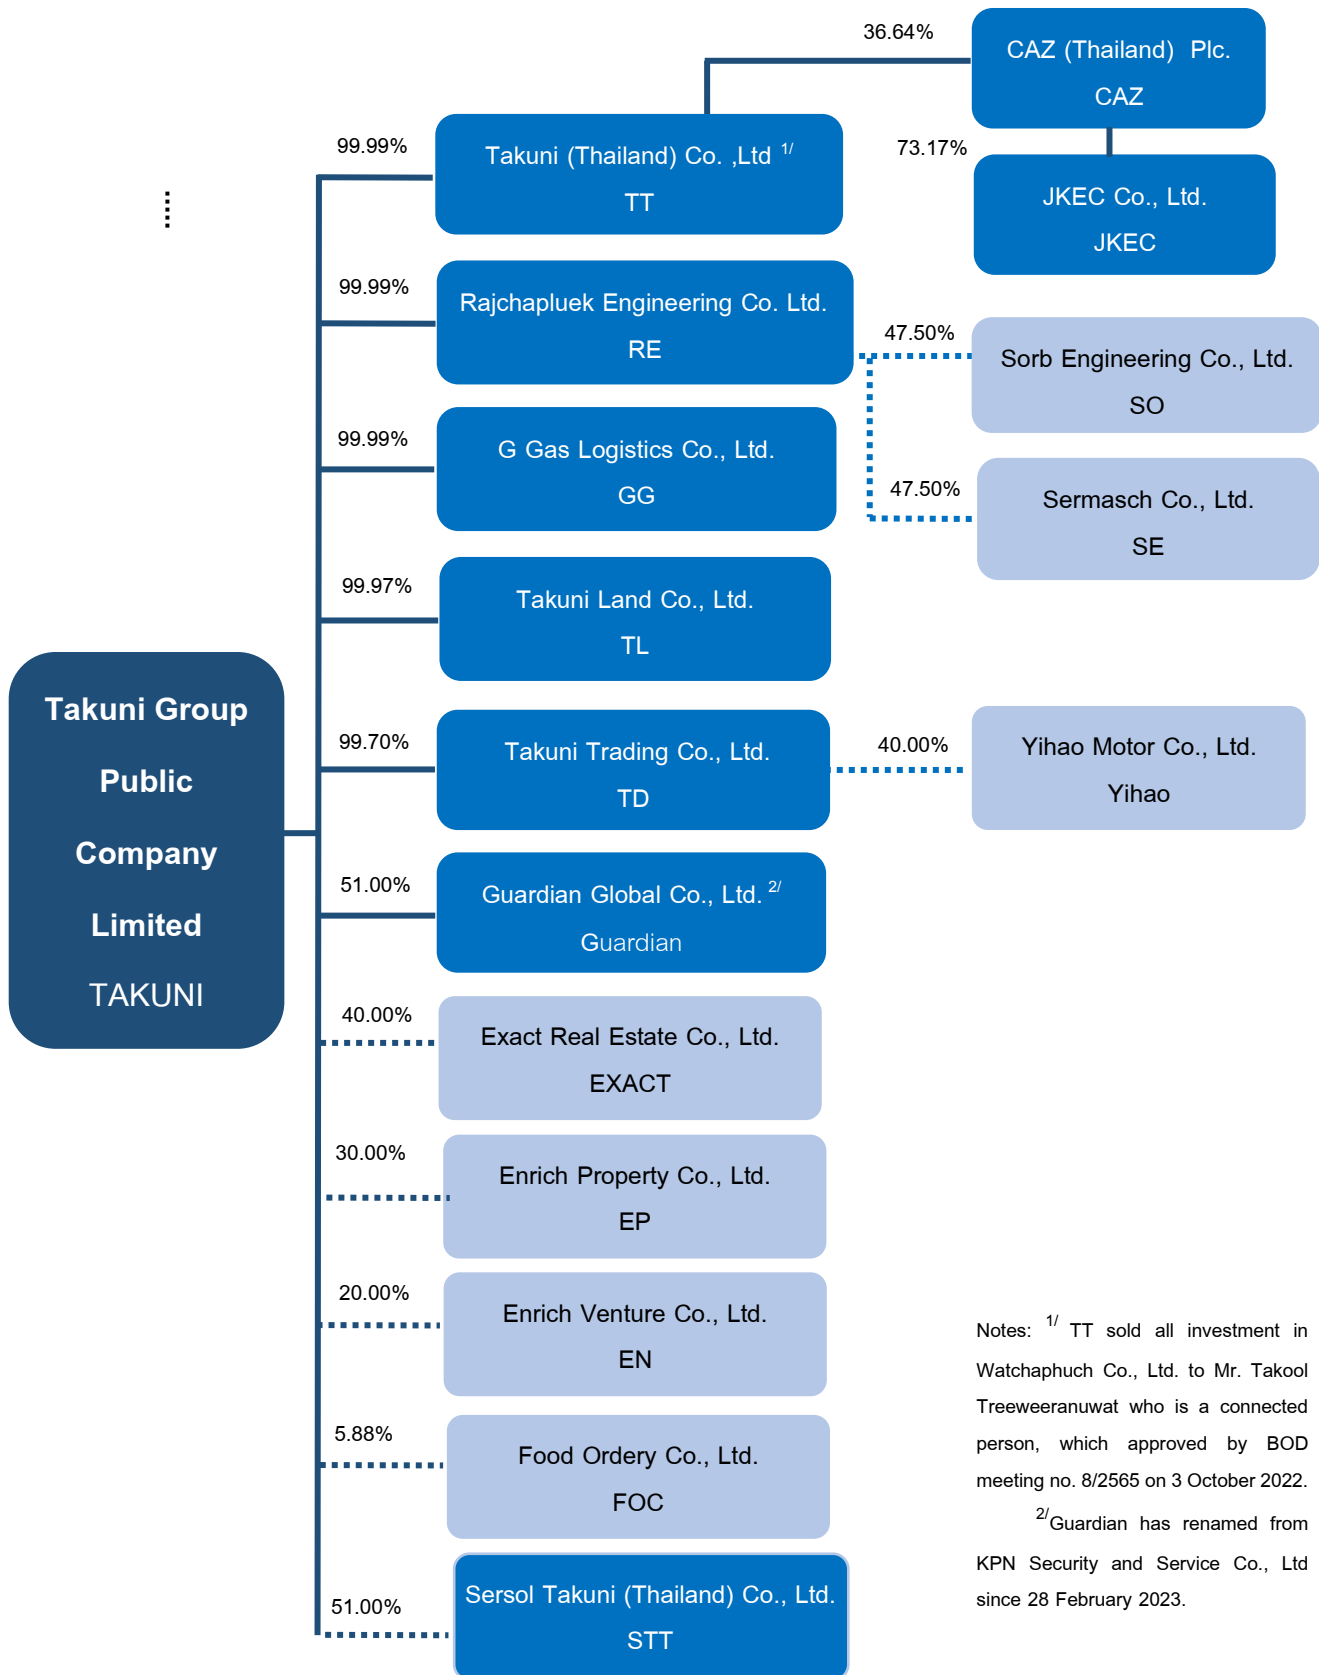 36.64%
CAZ (Thailand) Plc.
CAZ
99.99%
Takuni (Thailand) Co. ,Ltd 1/
TT
73.17%
JKEC Co., Ltd.
JKEC
99.99%
Rajchapluek Engineering Co. Ltd.
RE
47.50%
Sorb Engineering Co., Ltd.
SO
99.99%
G Gas Logistics Co., Ltd.
GG
47.50%
Sermasch Co., Ltd.
SE
99.97%
Takuni Land Co., Ltd.
TL
Takuni Group
Public
Company
Limited
TAKUNI
99.70%
Takuni Trading Co., Ltd.
TD
40.00%
Yihao Motor Co., Ltd.
Yihao
51.00%
Guardian Global Co., Ltd. 2/
Guardian
40.00%
Exact Real Estate Co., Ltd.
EXACT
30.00%
Enrich Property Co., Ltd.
EP
20.00%
Enrich Venture Co., Ltd.
EN
5.88%
Food Ordery Co., Ltd.
FOC
51.00%
Sersol Takuni (Thailand) Co., Ltd.
STT
Notes: 1/ TT sold all investment in
Watchaphuch Co., Ltd. to Mr. Takool
Treeweeranuwat who is a connected
person, which approved by BOD
meeting no. 8/2565 on 3 October 2022.
2/Guardian has renamed from
KPN Security and Service Co., Ltd
since 28 February 2023.